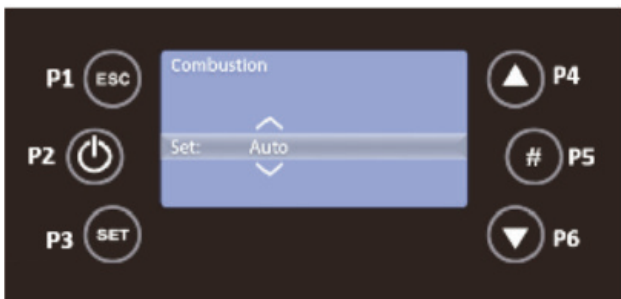 Combustion
P1 ESC
P4
P2
Set: Auto
# P5
P3 SET
P6